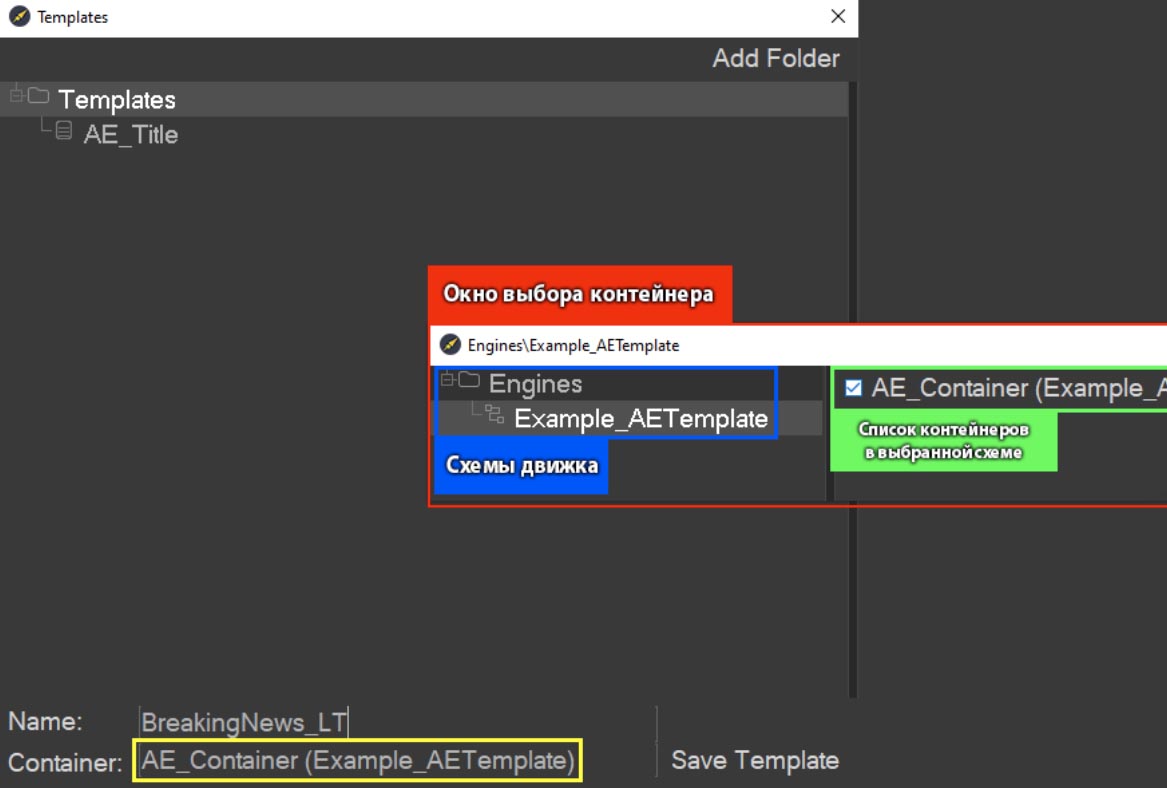 Templates
Add Folder
Templates
AE_Title
Окно выбора контейнера
Engines\Example_AETemplate
Engines
Example_AETemplate
AE_Container (Example_A
Схемы движка
Список контейнеров
в выбранной схеме
Name:
BreakingNews_LT
Container:
AE_Container (Example_AETemplate)
Save Template